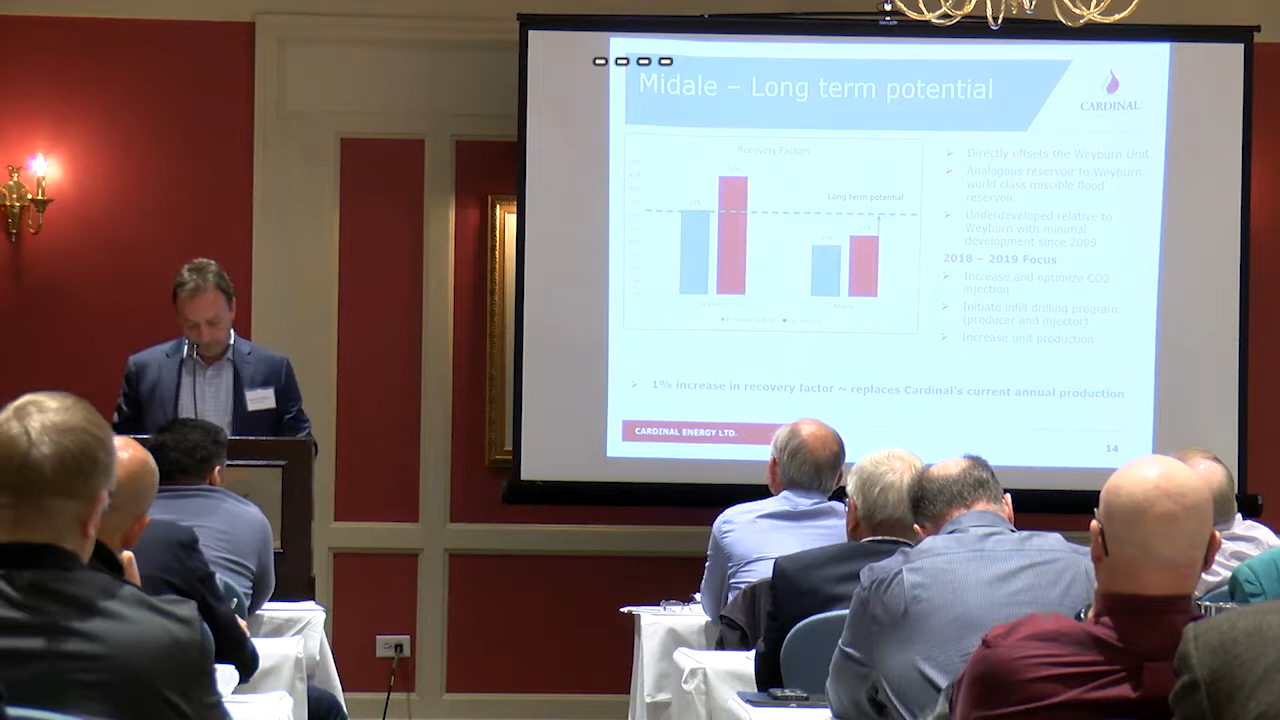 Midale – Long term potential
CARDINAL
Recovery Factors
Long term potential
➢ Directly offsets the Weyburn Unit
➢ Analogous reservoir to Weyburn,
world class miscible flood
reservoir
➢ Underdeveloped relative to
Weyburn with minimal
development since 2009
2018 – 2019 Focus
➢ Increase and optimize CO2
injection
➢ Initiate infill drilling program
(producer and injector)
➢ Increase unit production
Weyburn
Midale
➢ 1% increase in recovery factor ~ replaces Cardinal's current annual production
CARDINAL ENERGY LTD.
14